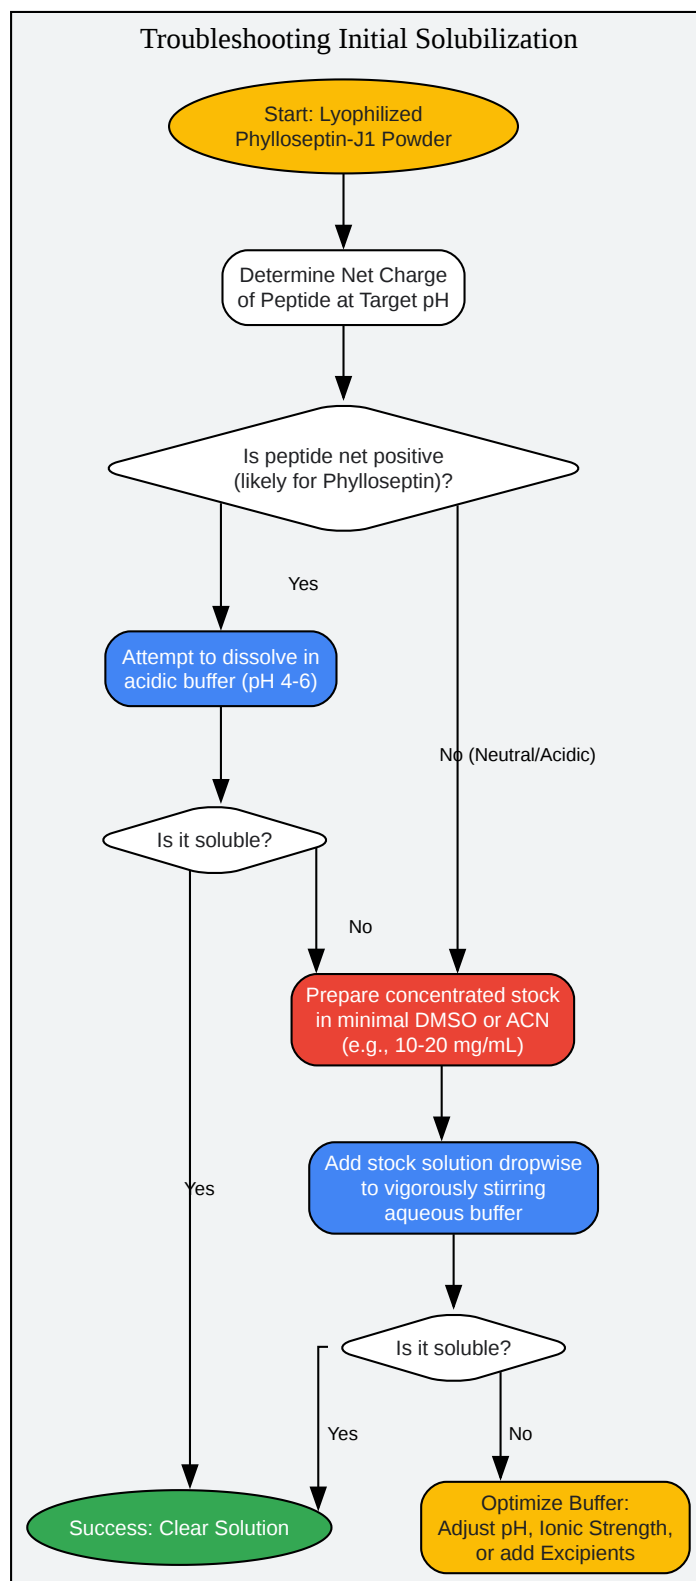 Troubleshooting Initial Solubilization
Start: Lyophilized
Phylloseptin-J1 Powder
Determine Net Charge
of Peptide at Target pH
Is peptide net positive
(likely for Phylloseptin)?
Yes
Attempt to dissolve in
acidic buffer (pH 4-6)
No (Neutral/Acidic)
Is it soluble?
No
Prepare concentrated stock
in minimal DMSO or ACN
(e.g., 10-20 mg/mL)
Add stock solution dropwise
to vigorously stirring
aqueous buffer
Yes
Is it soluble?
Yes
No
Success: Clear Solution
Optimize Buffer:
Adjust pH, Ionic Strength,
or add Excipients